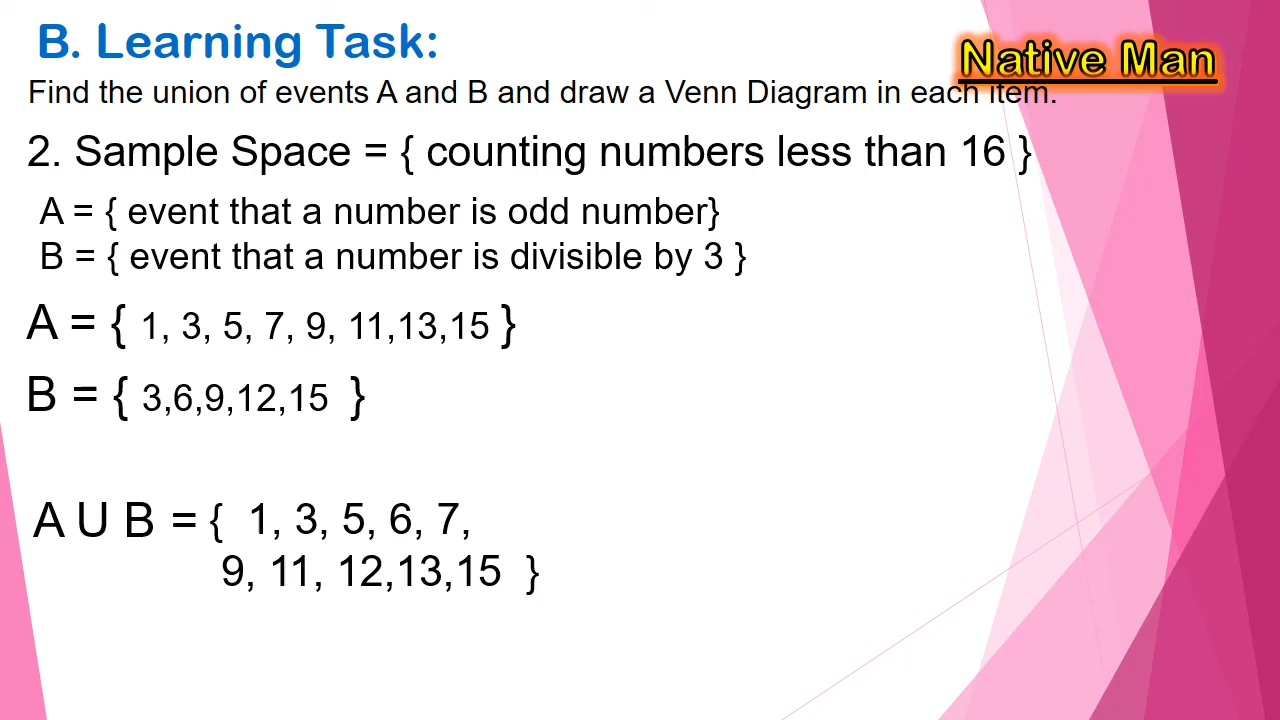 B. Learning Task:
Native Man
Find the union of events A and B and draw a Venn Diagram in each item.
2. Sample Space = { counting numbers less than 16 }
A = { event that a number is odd number}
B = { event that a number is divisible by 3 }
A = { 1, 3, 5, 7, 9, 11,13,15 }
B = { 3,6,9,12,15 }
A U B = { 1, 3, 5, 6, 7,
9, 11, 12,13,15 }